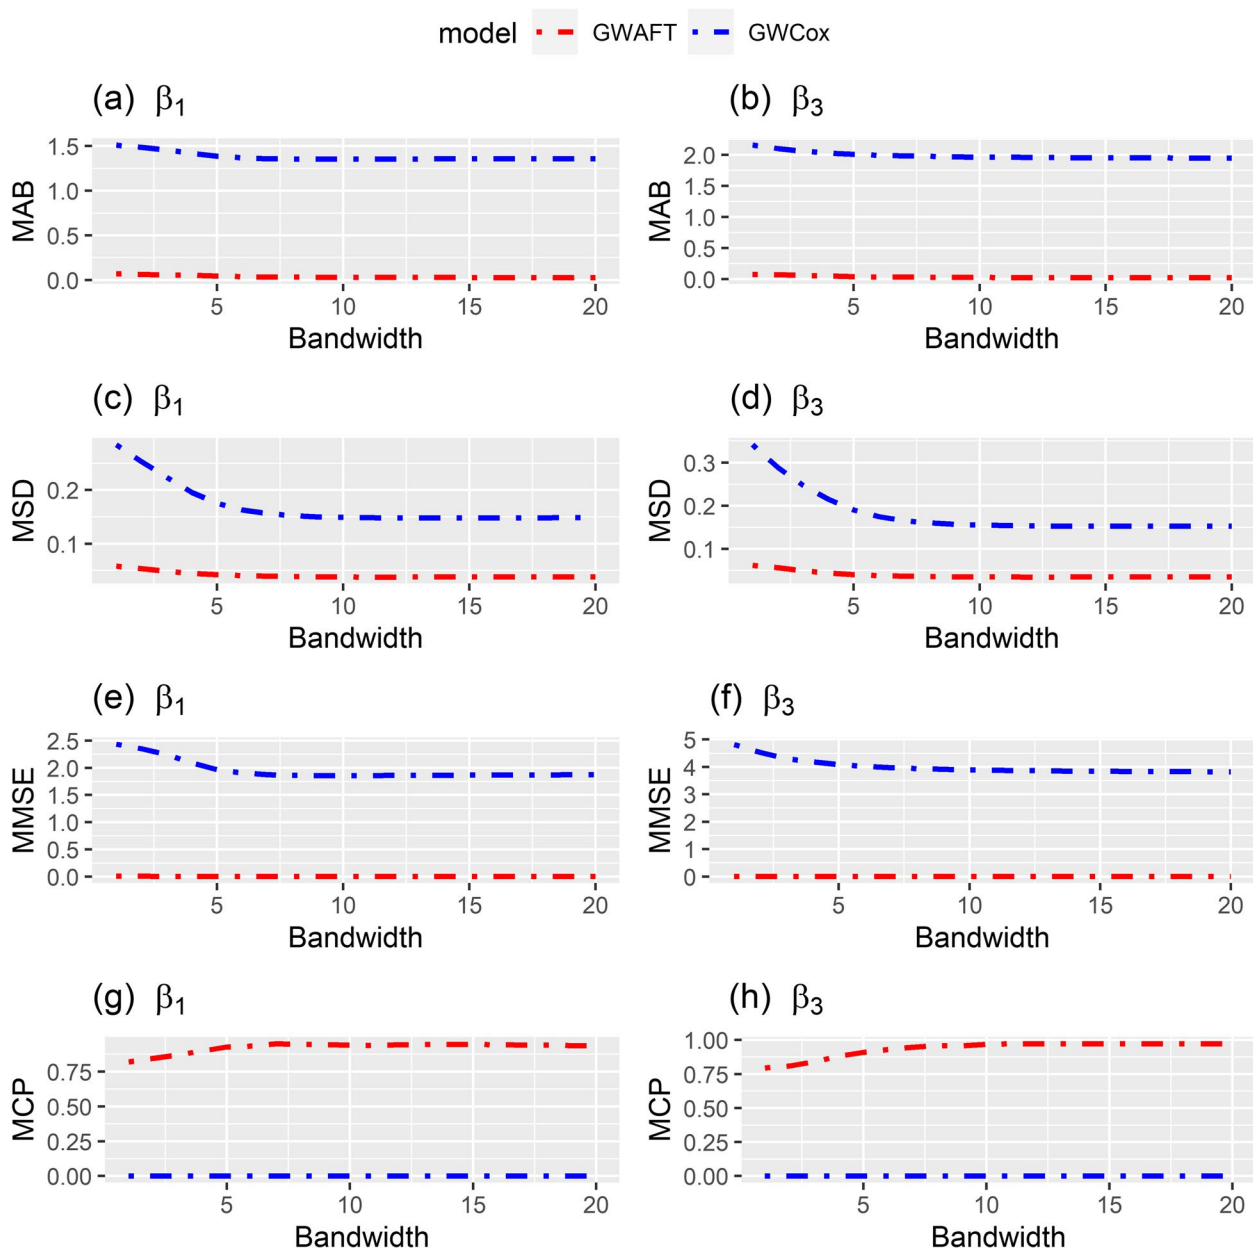 model GWAFT GWCox
(a) β1
(b) β3
MAB
1.5
1.0
0.5
0.0
5 10 15 20
Bandwidth
MAB
2.0
1.5
1.0
0.5
0.0
5 10 15 20
Bandwidth
(c) β1
(d) β3
MSD
0.2
0.1
5 10 15 20
Bandwidth
MSD
0.3
0.2
0.1
5 10 15 20
Bandwidth
(e) β1
(f) β3
MMSE
2.5
2.0
1.5
1.0
0.5
0.0
5 10 15 20
Bandwidth
MMSE
5
4
3
2
1
0
5 10 15 20
Bandwidth
(g) β1
(h) β3
MCP
0.75
0.50
0.25
0.00
5 10 15 20
Bandwidth
MCP
1.00
0.75
0.50
0.25
0.00
5 10 15 20
Bandwidth